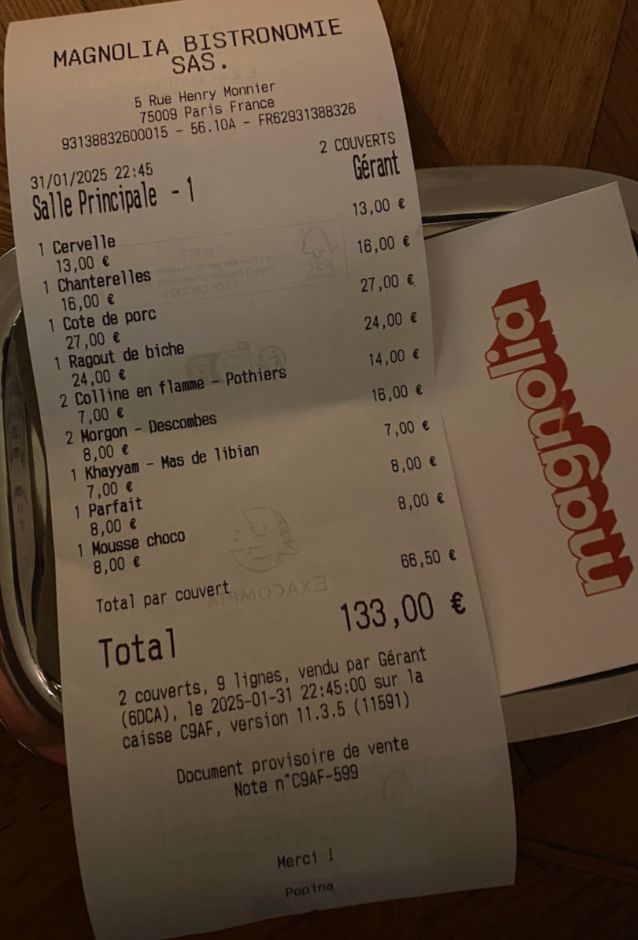 MAGNOLIA BISTRONOMIE
SAS.
5 Rue Henry Monnier
75009 Paris France
93138832600015 - 56.10A - FR62931388326
31/01/2025 22:45
2 COUVERTS
Salle Principale - 1
Gérant
1 Cervelle 13,00 €
13,00 €
1 Chanterelles 16,00 €
16,00 €
1 Cote de porc 27,00 €
27,00 €
1 Ragout de biche 24,00 €
24,00 €
2 Colline en flamme - Pothiers 14,00 €
7,00 €
2 Morgon - Descombes 16,00 €
8,00 €
1 Khayyam - Mas de libian 7,00 €
7,00 €
1 Parfait 8,00 €
8,00 €
1 Mousse choco 8,00 €
8,00 €
Total par couvert 66,50 €
Total 133,00 €
2 couverts, 9 lignes, vendu par Gérant
(6DCA), le 2025-01-31 22:45:00 sur la
caisse C9AF, version 11.3.5 (11591)
Document provisoire de vente
Note n°C9AF-599
Merci !
Popina
EXACOMPTA
magnolia